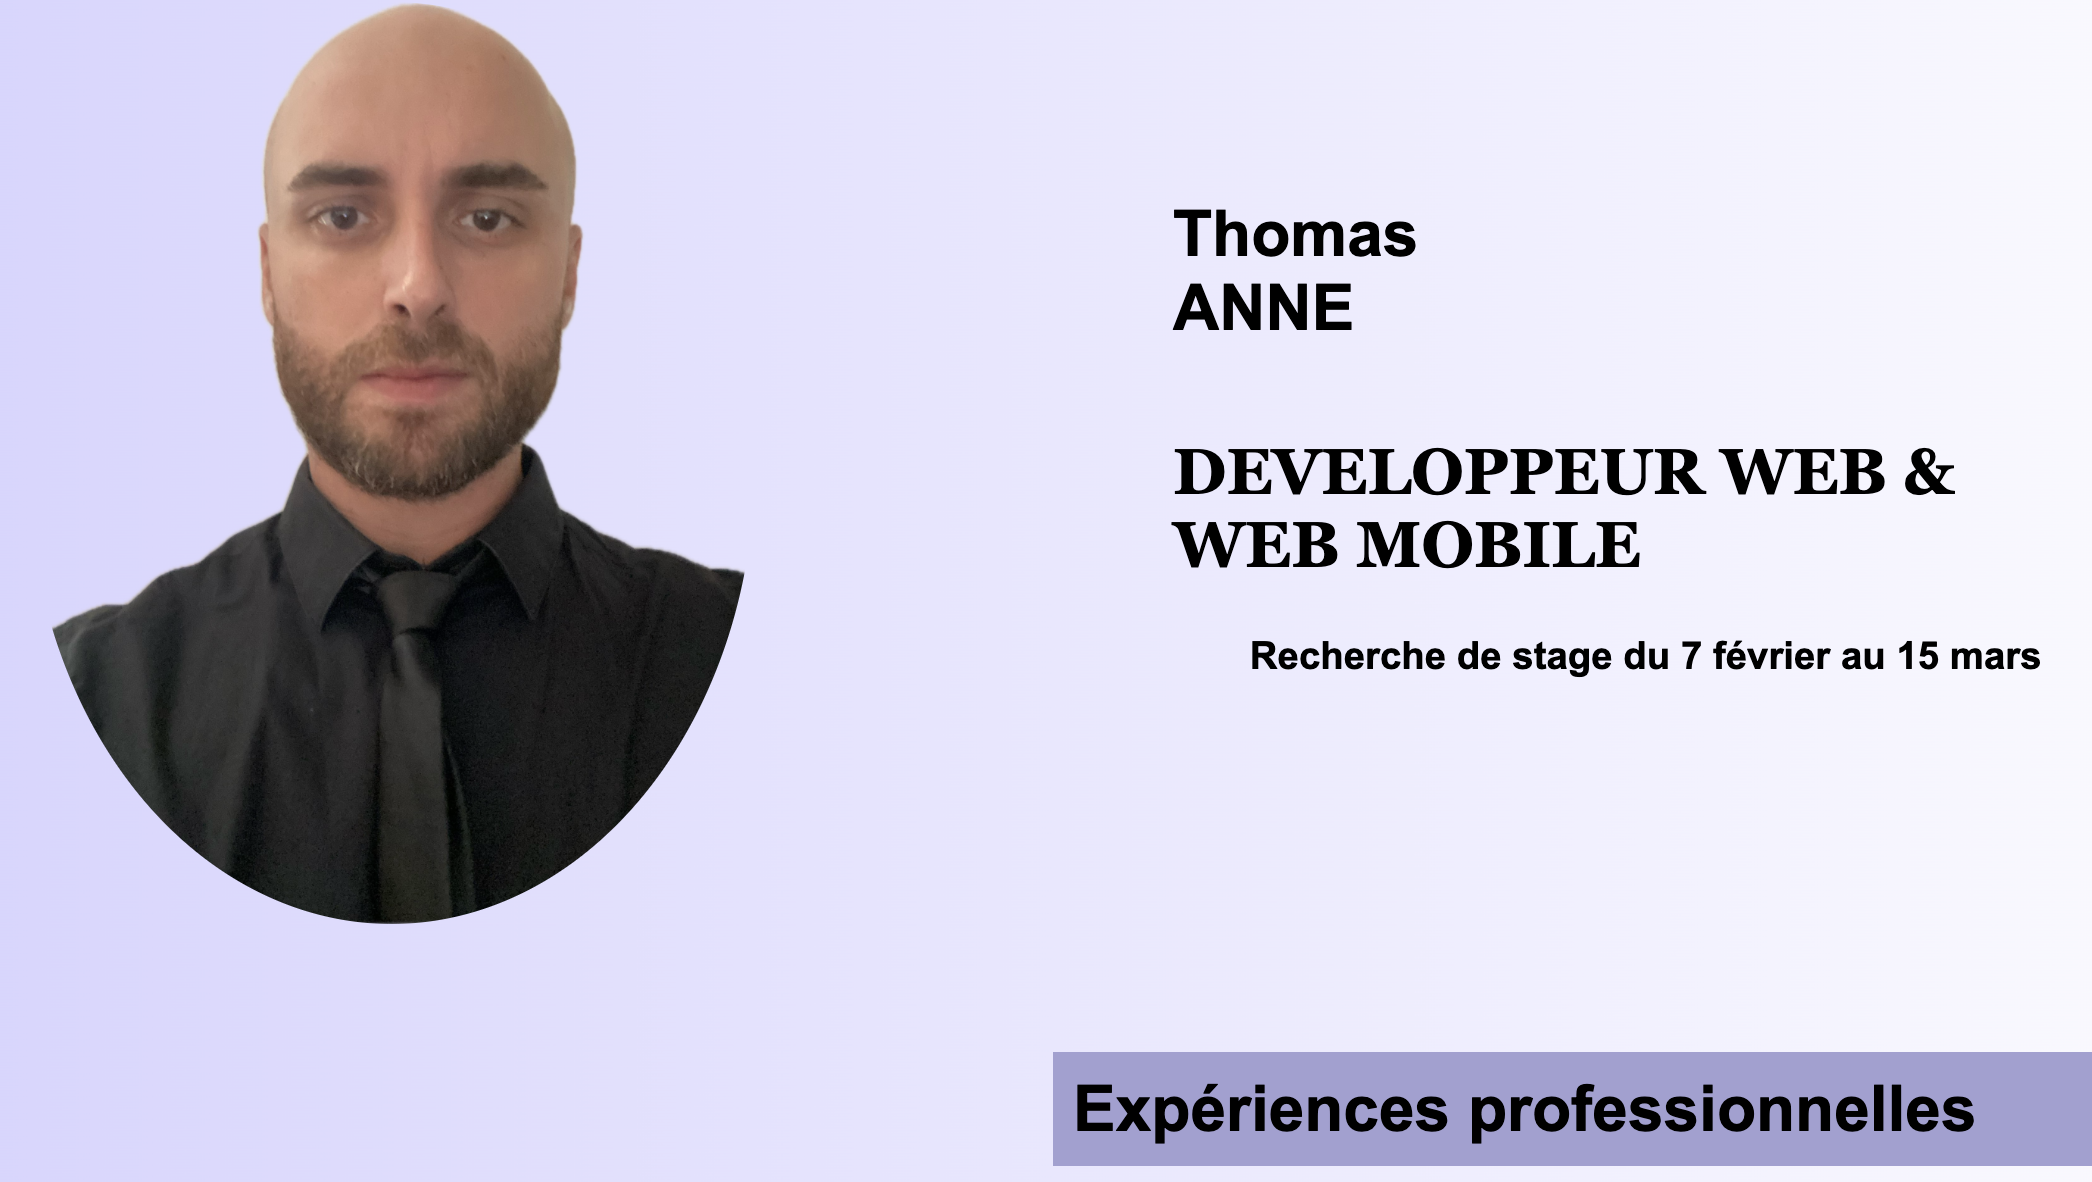 Thomas
ANNE
DEVELOPPEUR WEB &
WEB MOBILE
Recherche de stage du 7 février au 15 mars
Expériences professionnelles